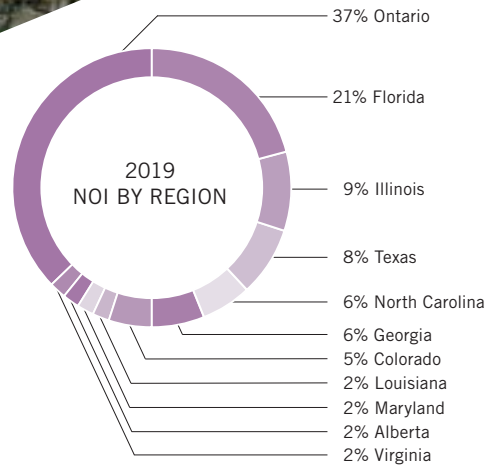 37% Ontario
21% Florida
2019
NOI BY REGION
9% Illinois
8% Texas
6% North Carolina
6% Georgia
5% Colorado
2% Louisiana
2% Maryland
2% Alberta
2% Virginia